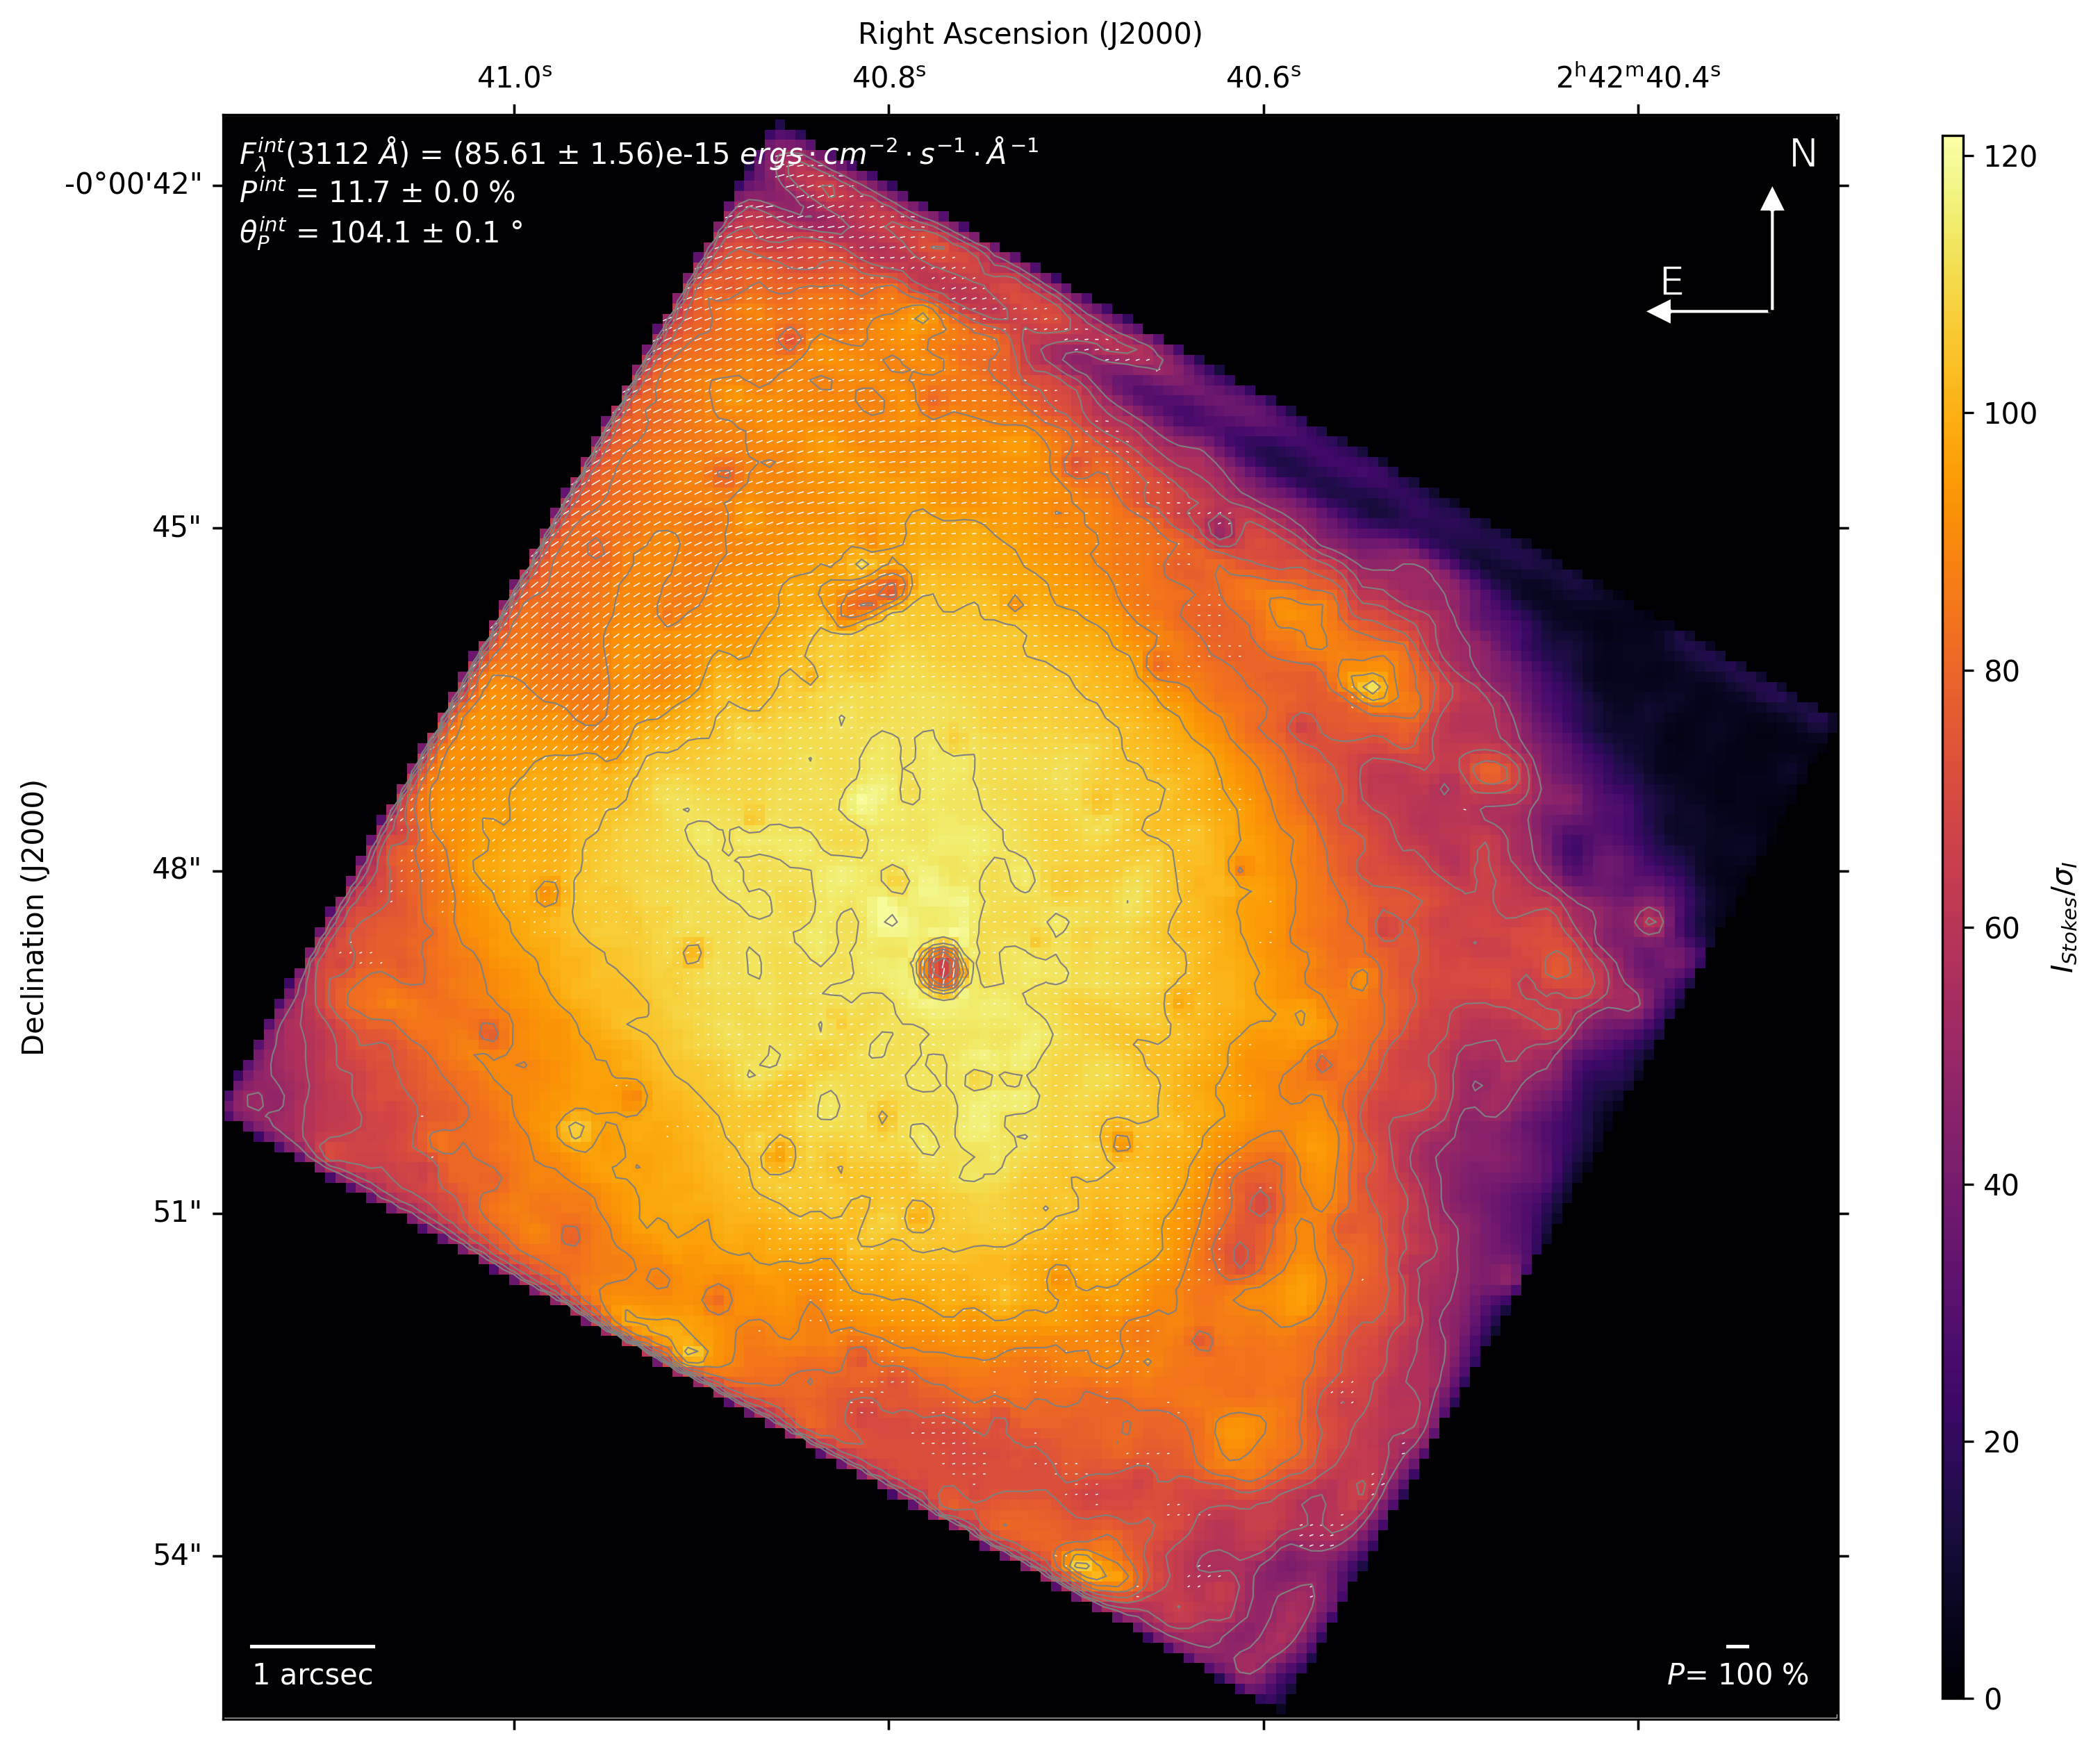 Right Ascension (J2000)
41.0ˢ 40.8ˢ 40.6ˢ 2ʰ42ᵐ40.4ˢ
F_λ^{int}(3112 Å) = (85.61 ± 1.56)e-15 ergs · cm⁻² · s⁻¹ · Å⁻¹
P^{int} = 11.7 ± 0.0 %
θ_P^{int} = 104.1 ± 0.1 °
N
E
Declination (J2000)
-0°00'42"
45"
48"
51"
54"
1 arcsec
P= 100 %
120
100
80
60
40
20
0
I_{Stokes}/σ_I